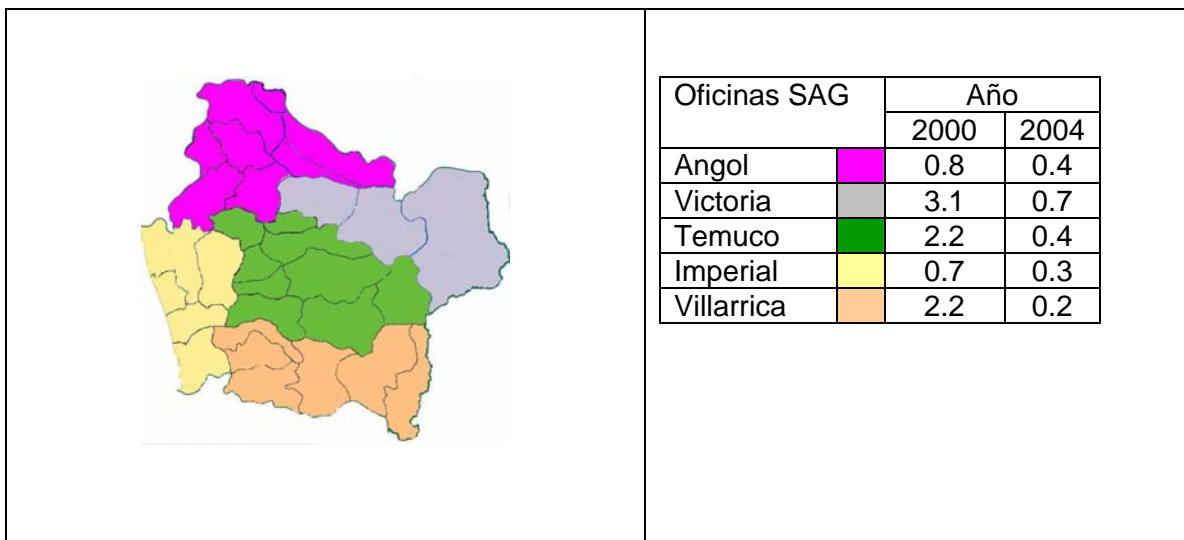 Oficinas SAG Año
2000 2004
Angol 0.8 0.4
Victoria 3.1 0.7
Temuco 2.2 0.4
Imperial 0.7 0.3
Villarrica 2.2 0.2